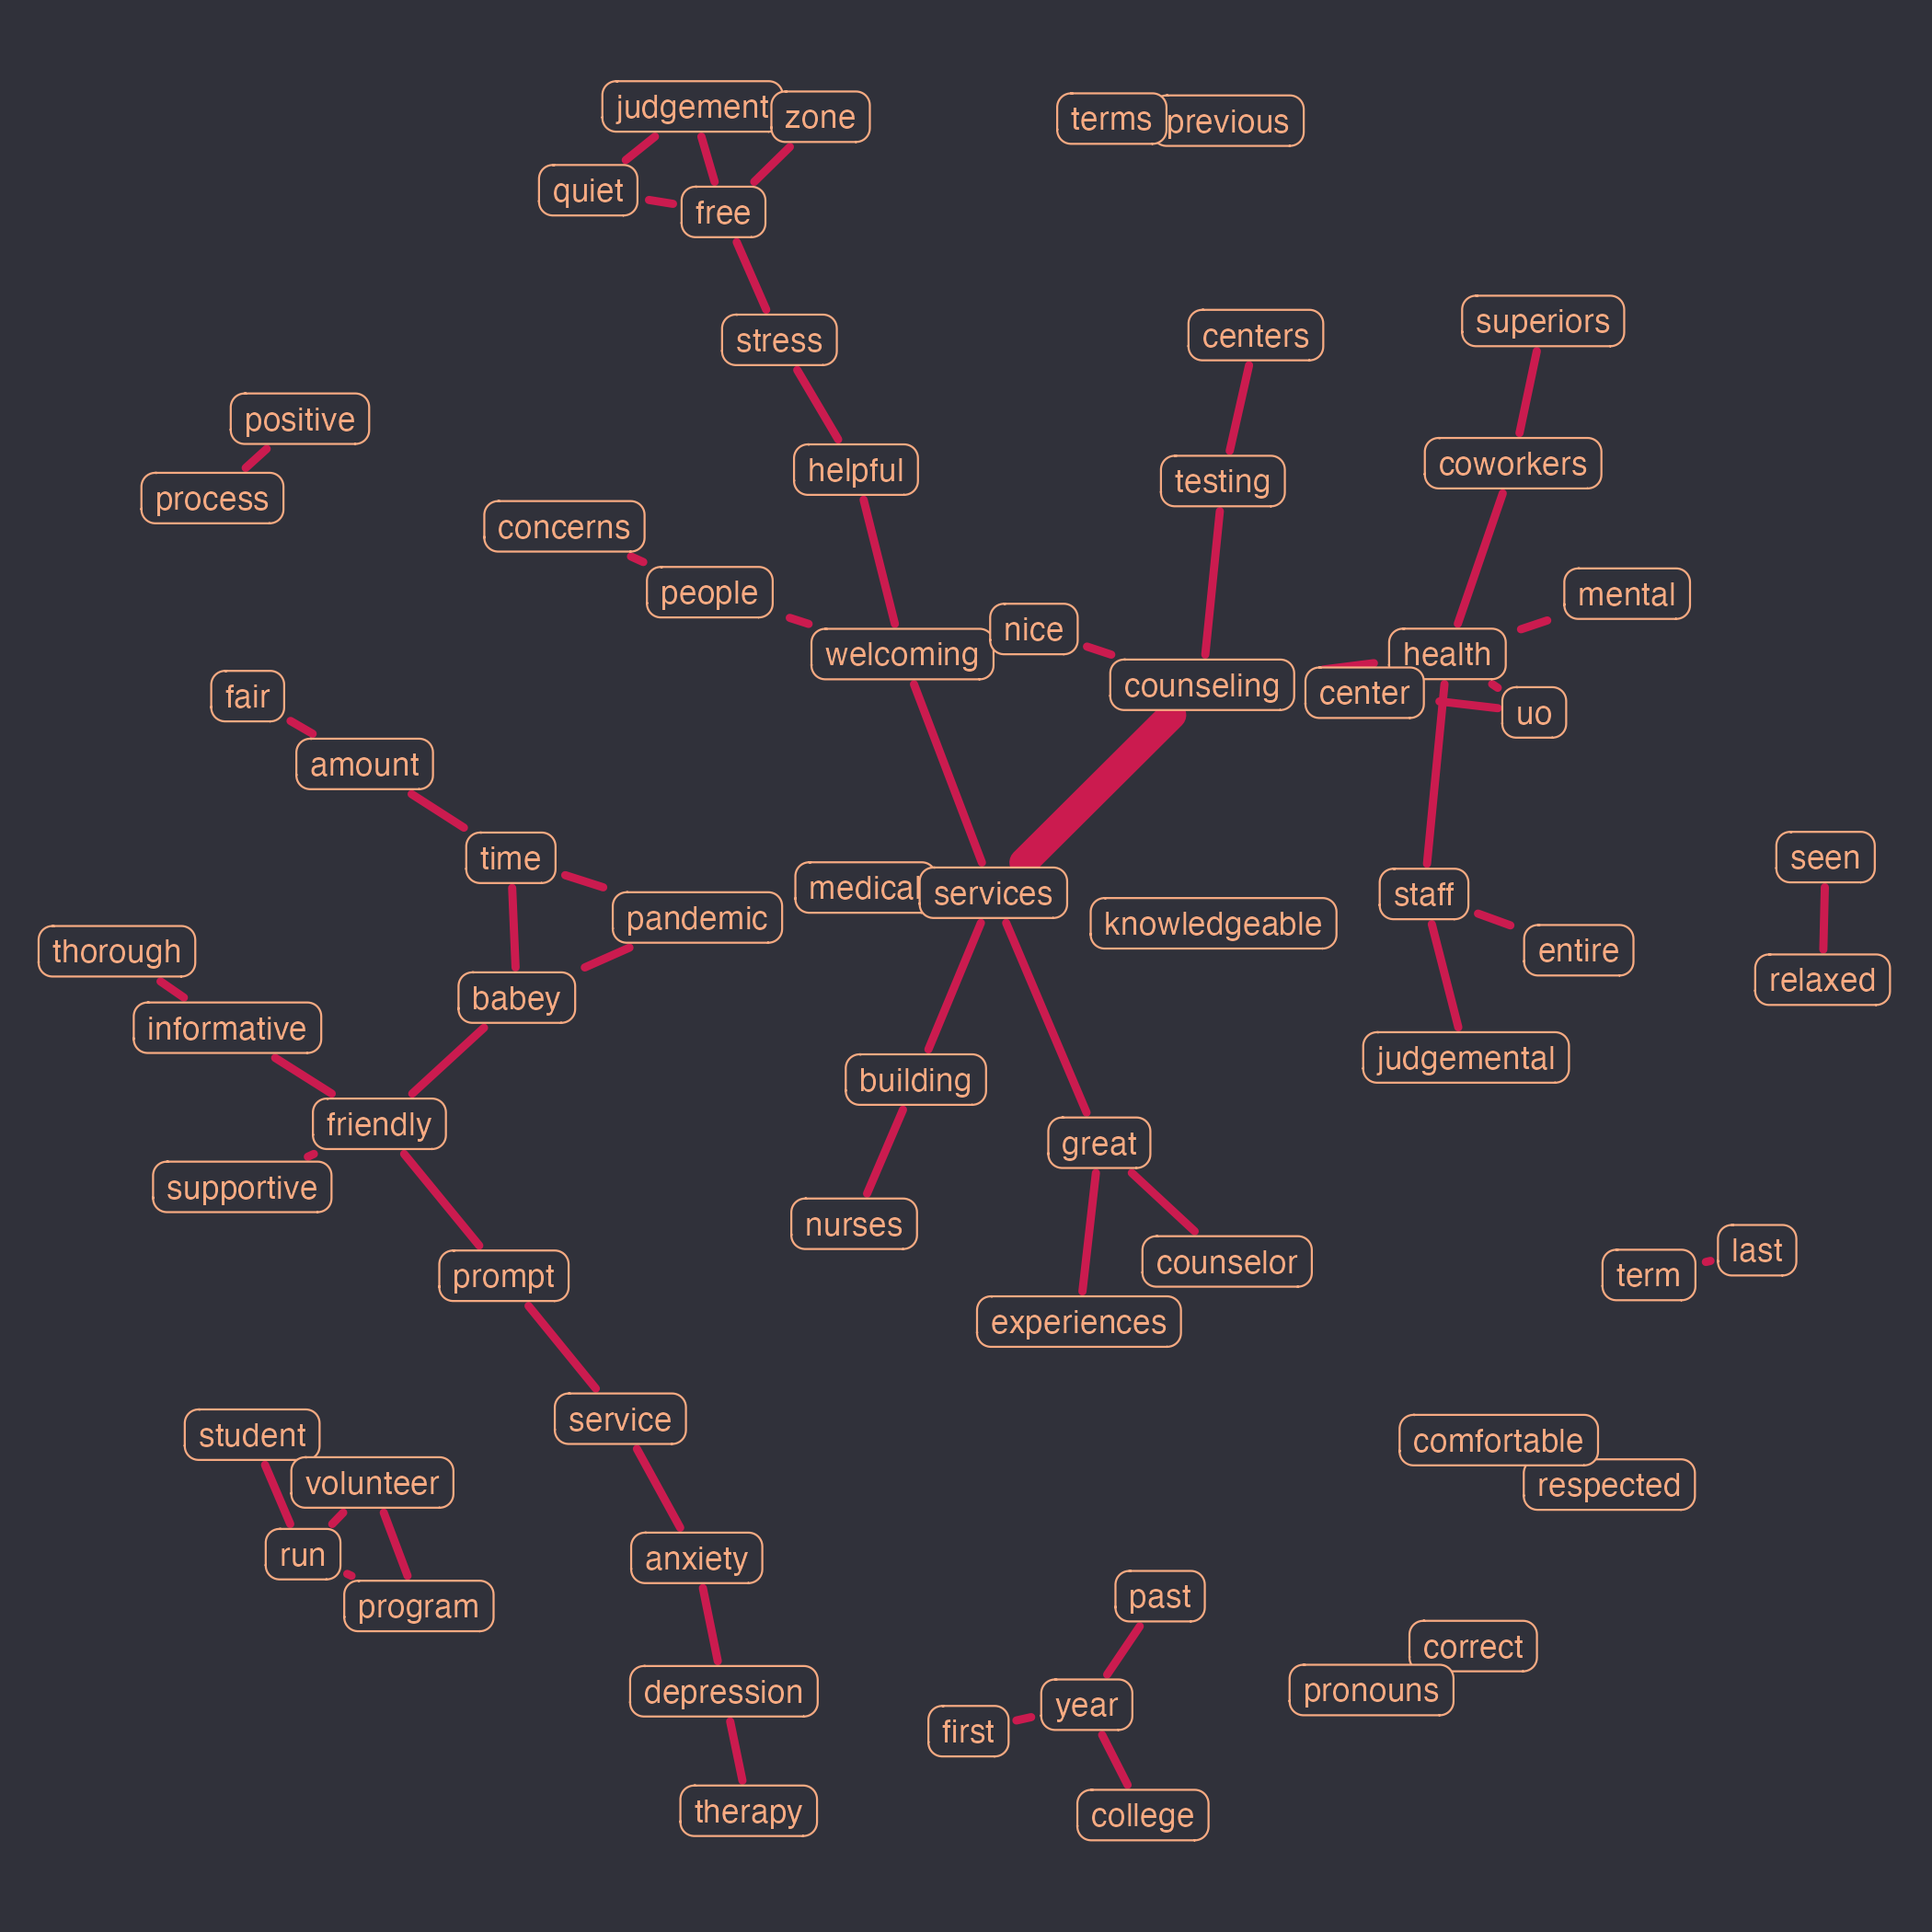 judgement
zone
terms
previous
quiet
free
superiors
centers
stress
positive
coworkers
helpful
testing
process
concerns
people
mental
nice
welcoming
health
counseling
center
fair
uo
amount
time
seen
medical
services
staff
pandemic
knowledgeable
thorough
entire
relaxed
babey
informative
judgemental
building
friendly
great
supportive
nurses
last
counselor
term
prompt
experiences
service
student
comfortable
volunteer
respected
run
anxiety
past
program
correct
depression
pronouns
year
first
therapy
college